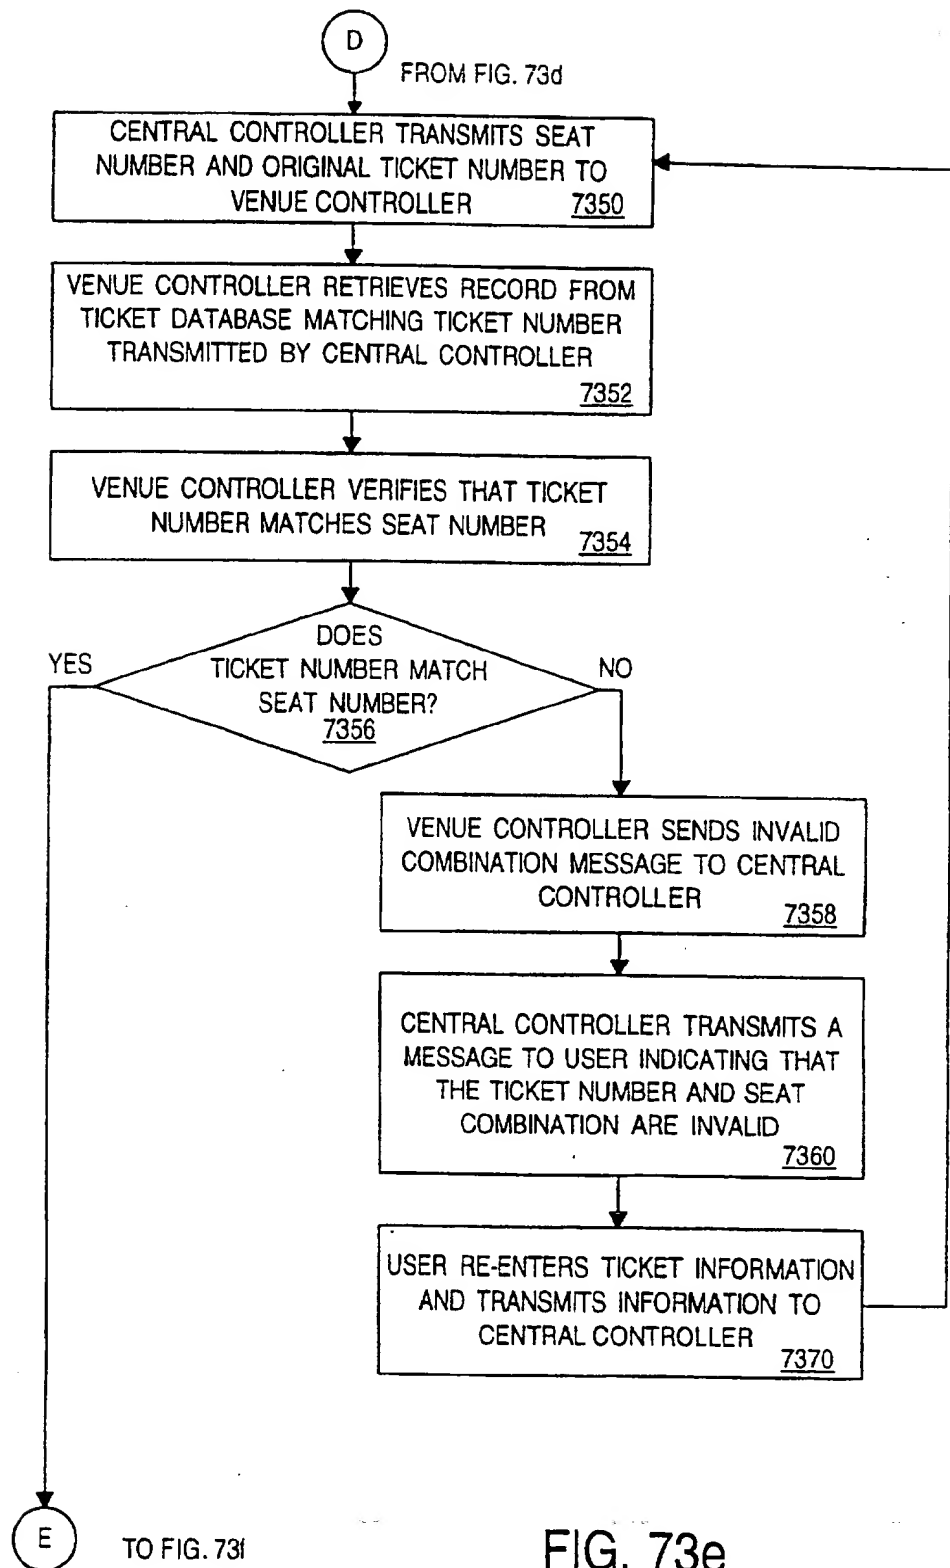 D
FROM FIG. 73d
CENTRAL CONTROLLER TRANSMITS SEAT
NUMBER AND ORIGINAL TICKET NUMBER TO
VENUE CONTROLLER 7350
VENUE CONTROLLER RETRIEVES RECORD FROM
TICKET DATABASE MATCHING TICKET NUMBER
TRANSMITTED BY CENTRAL CONTROLLER
7352
VENUE CONTROLLER VERIFIES THAT TICKET
NUMBER MATCHES SEAT NUMBER
7354
DOES
YES TICKET NUMBER MATCH NO
SEAT NUMBER?
7356
VENUE CONTROLLER SENDS INVALID
COMBINATION MESSAGE TO CENTRAL
CONTROLLER
7358
CENTRAL CONTROLLER TRANSMITS A
MESSAGE TO USER INDICATING THAT
THE TICKET NUMBER AND SEAT
COMBINATION ARE INVALID
7360
USER RE-ENTERS TICKET INFORMATION
AND TRANSMITS INFORMATION TO
CENTRAL CONTROLLER
7370
E
TO FIG. 73f
FIG. 73e